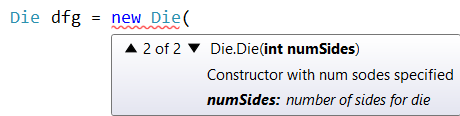 Die dfg = new Die(
▲ 2 of 2 ▼ Die.Die(int numSides)
Constructor with num sodes specified
numSides: number of sides for die